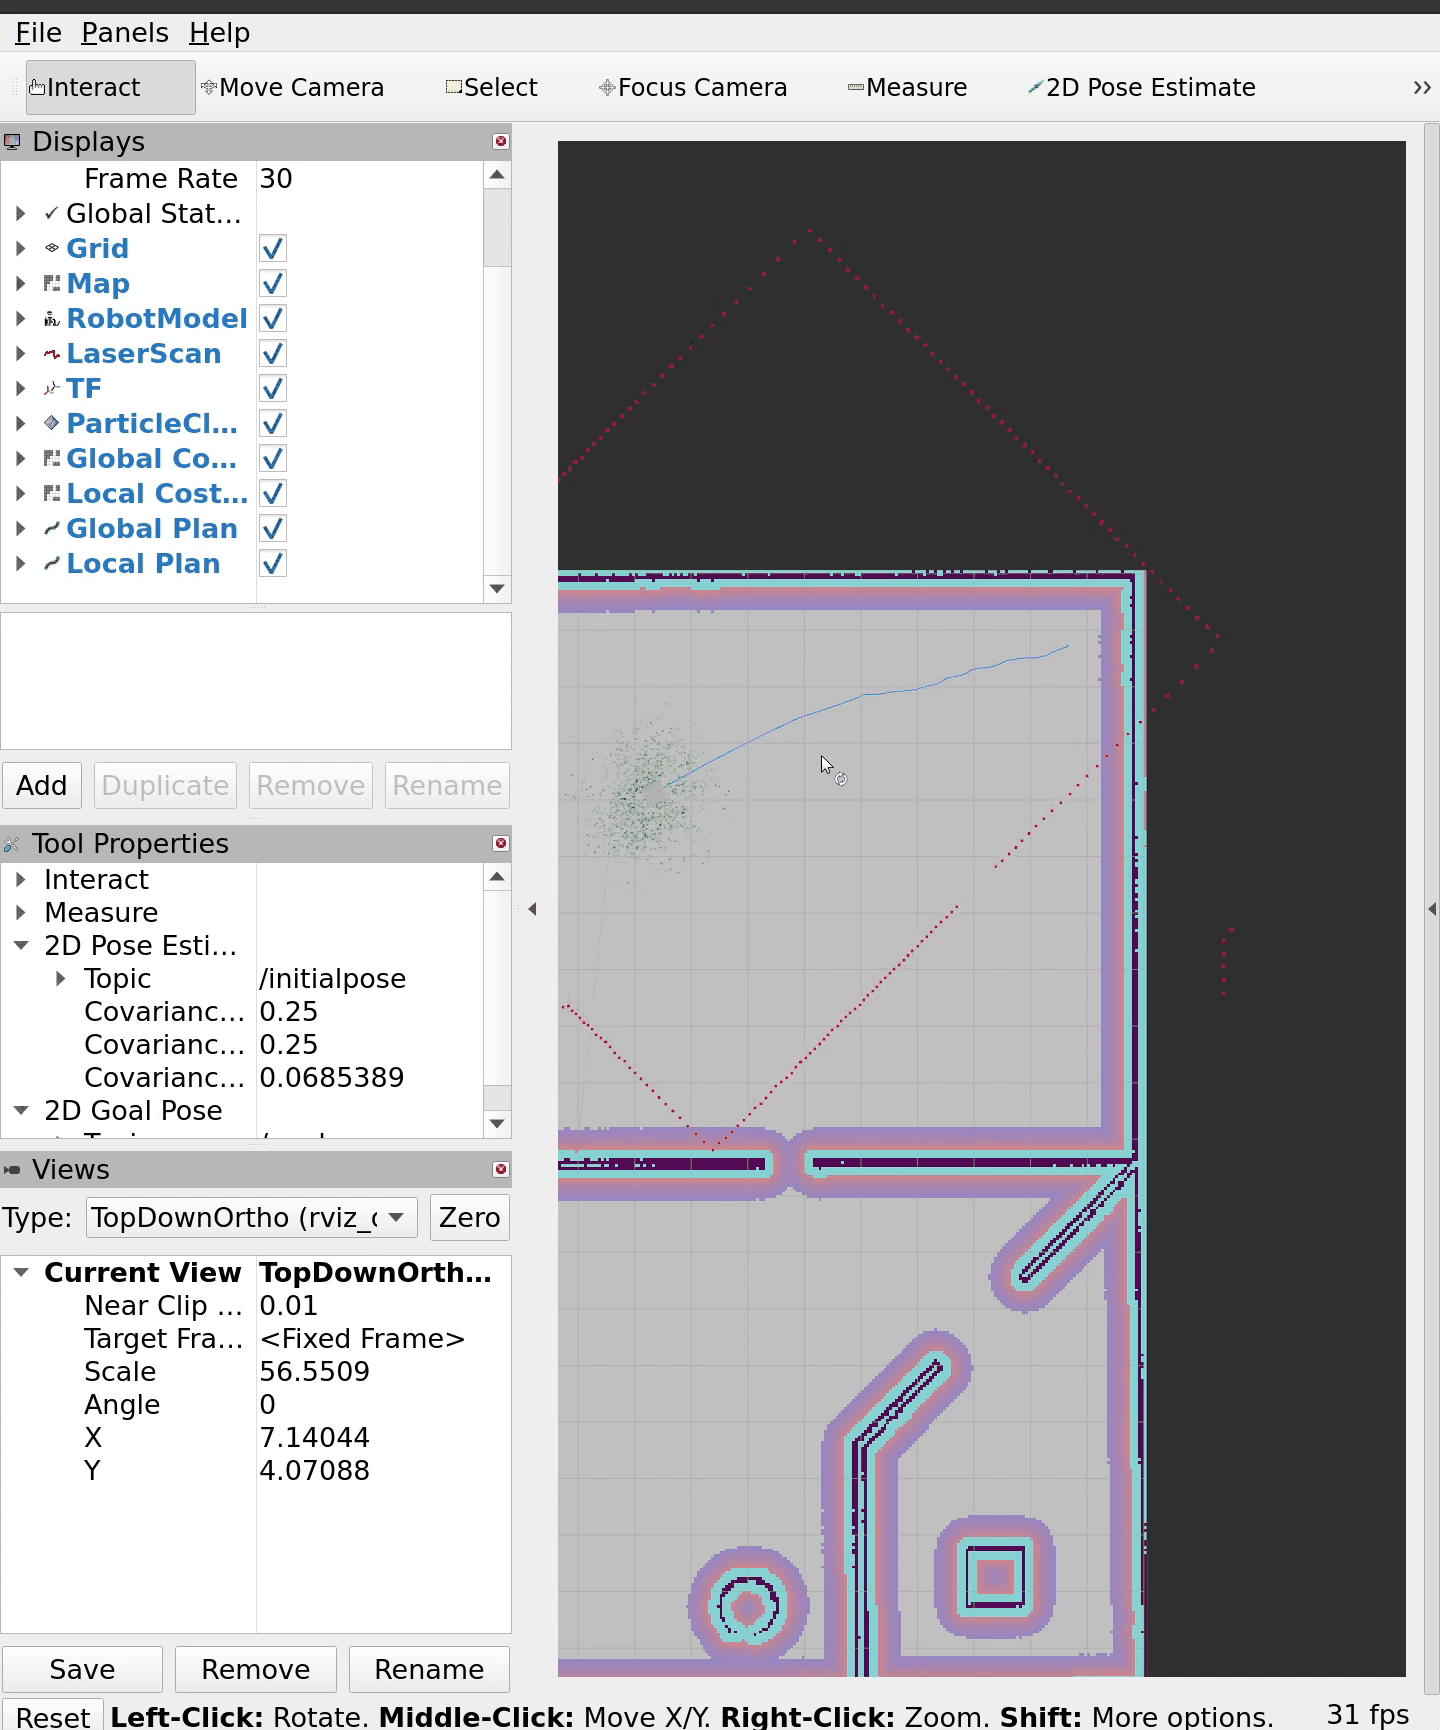 File Panels Help
Interact Move Camera Select Focus Camera Measure 2D Pose Estimate »
Displays
Frame Rate 30
Global Stat...
Grid
Map
RobotModel
LaserScan
TF
ParticleCl...
Global Co...
Local Cost...
Global Plan
Local Plan
Add Duplicate Remove Rename
Tool Properties
Interact
Measure
2D Pose Esti...
Topic /initialpose
Covarianc... 0.25
Covarianc... 0.25
Covarianc... 0.0685389
2D Goal Pose
Views
Type: TopDownOrtho (rviz_ Zero
Current View TopDownOrth...
Near Clip ... 0.01
Target Fra... <Fixed Frame>
Scale 56.5509
Angle 0
X 7.14044
Y 4.07088
Save Remove Rename
Reset Left-Click: Rotate. Middle-Click: Move X/Y. Right-Click: Zoom. Shift: More options. 31 fps